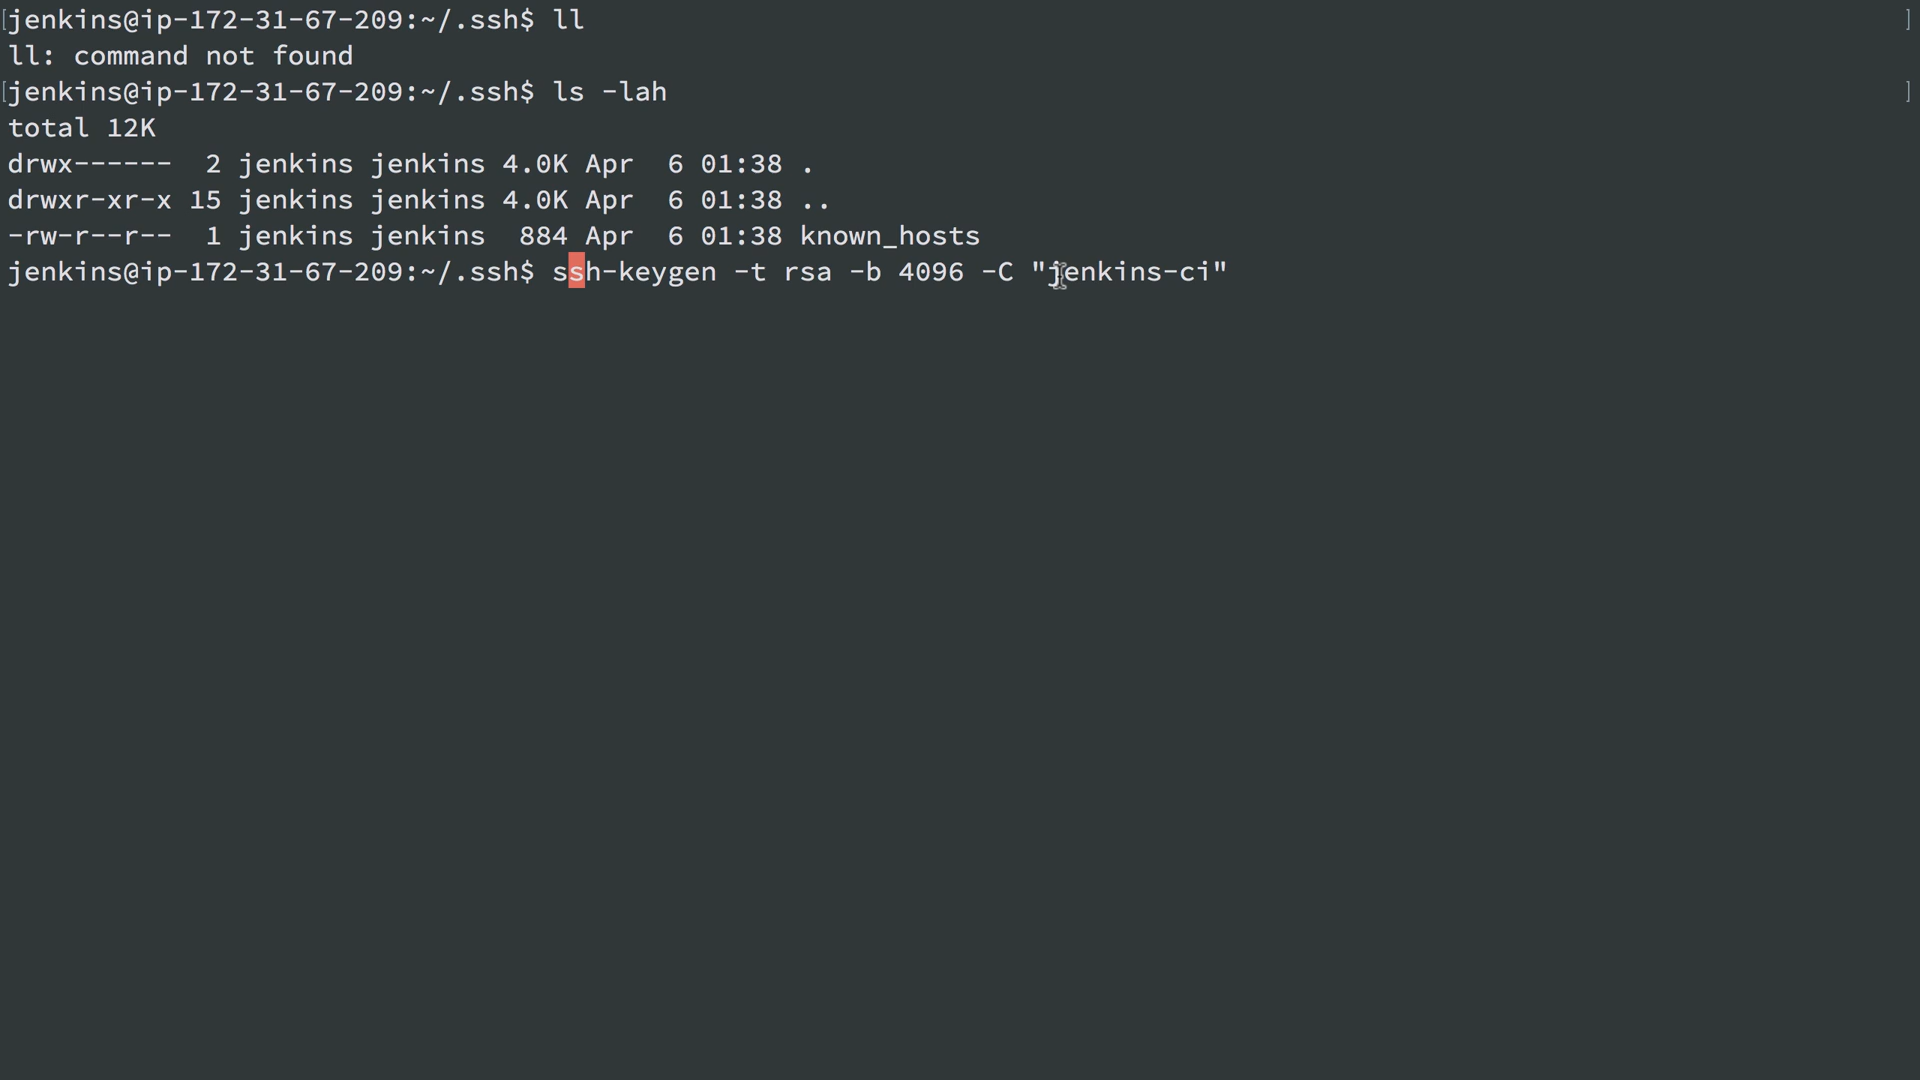 [jenkins@ip-172-31-67-209:~/.ssh$ ll ]
ll: command not found
[jenkins@ip-172-31-67-209:~/.ssh$ ls -lah ]
total 12K
drwx------  2 jenkins jenkins 4.0K Apr  6 01:38 .
drwxr-xr-x 15 jenkins jenkins 4.0K Apr  6 01:38 ..
-rw-r--r--  1 jenkins jenkins  884 Apr  6 01:38 known_hosts
jenkins@ip-172-31-67-209:~/.ssh$ ssh-keygen -t rsa -b 4096 -C "jenkins-ci"